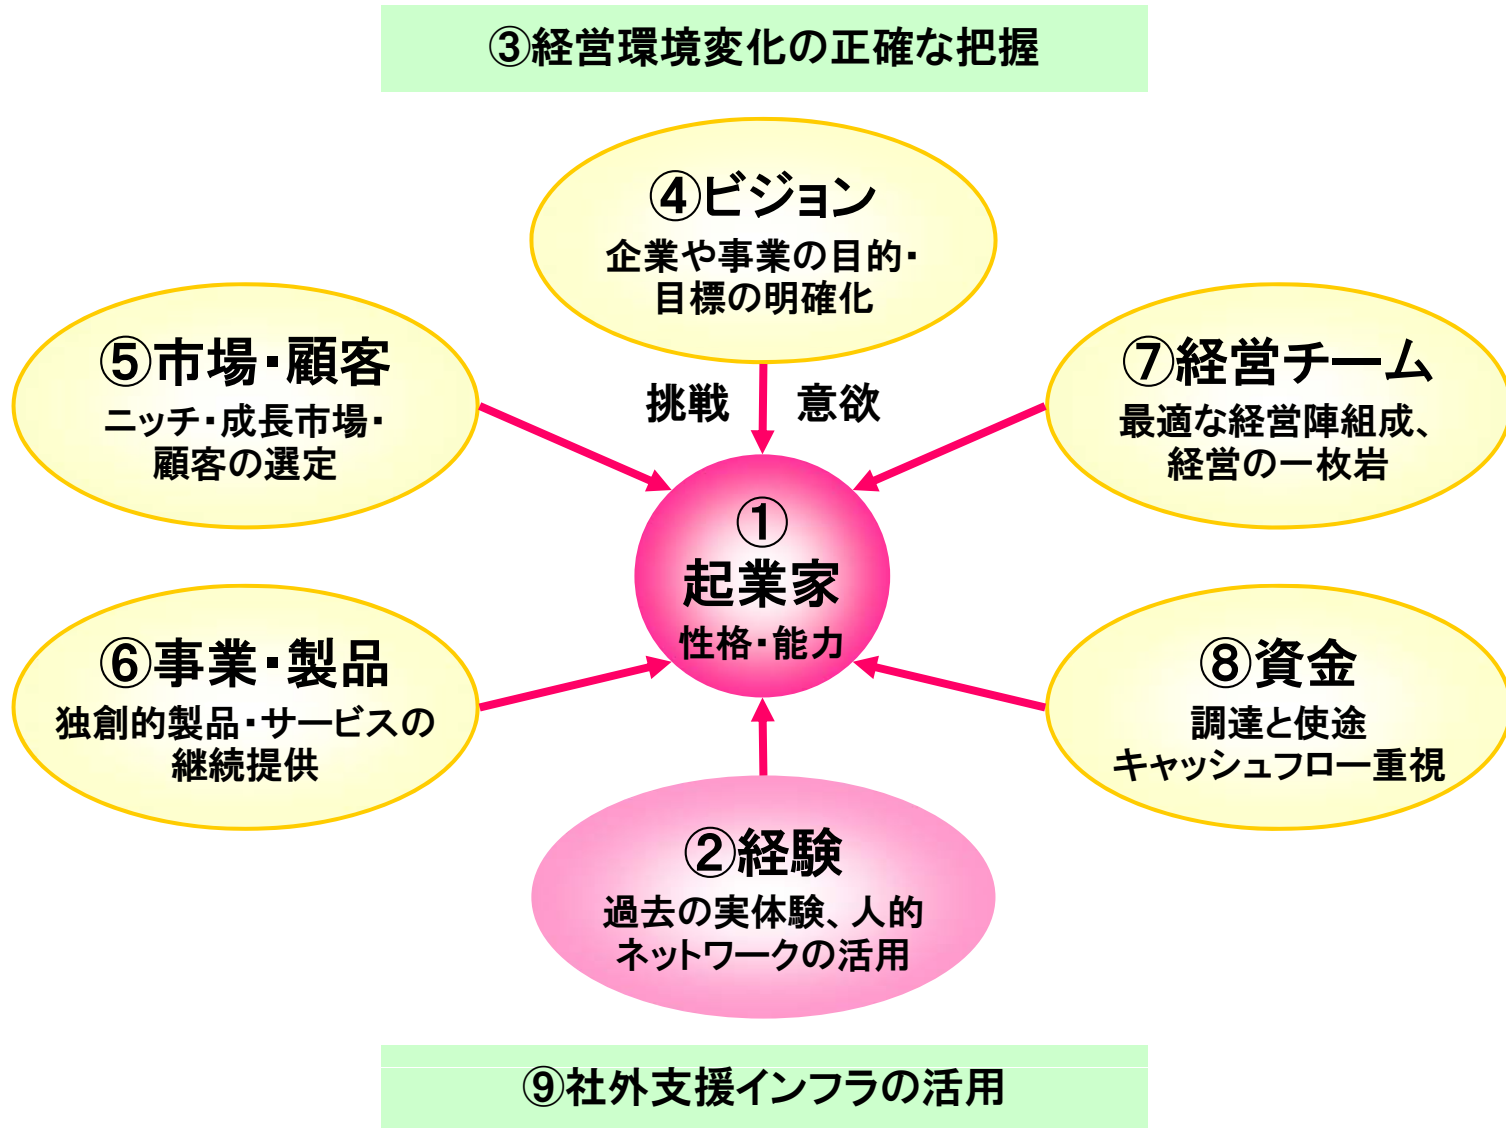 ③経営環境変化の正確な把握
④ビジョン
企業や事業の目的・
目標の明確化
⑤市場・顧客
ニッチ・成長市場・
顧客の選定
⑦経営チーム
最適な経営陣組成、
経営の一枚岩
挑戦 意欲
①
起業家
性格・能力
⑥事業・製品
独創的製品・サービスの
継続提供
⑧資金
調達と使途
キャッシュフロー重視
②経験
過去の実体験、人的
ネットワークの活用
⑨社外支援インフラの活用